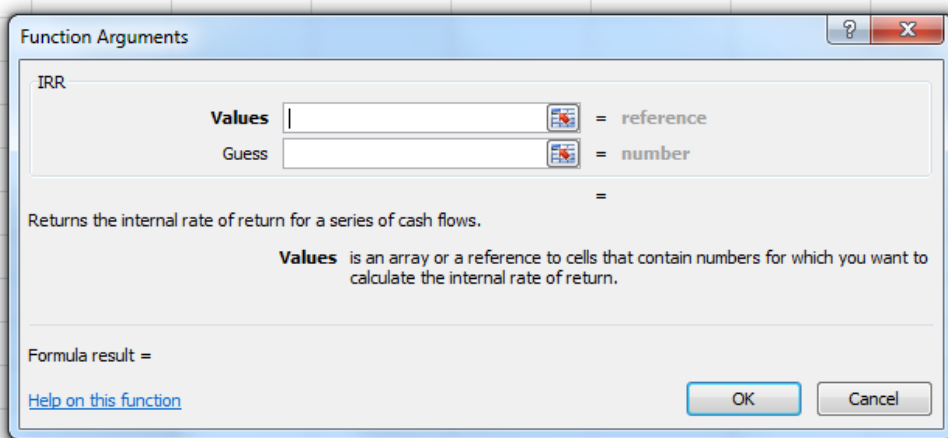 Function Arguments
IRR
Values = reference
Guess = number
=
Returns the internal rate of return for a series of cash flows.
Values is an array or a reference to cells that contain numbers for which you want to
calculate the internal rate of return.
Formula result =
Help on this function OK Cancel